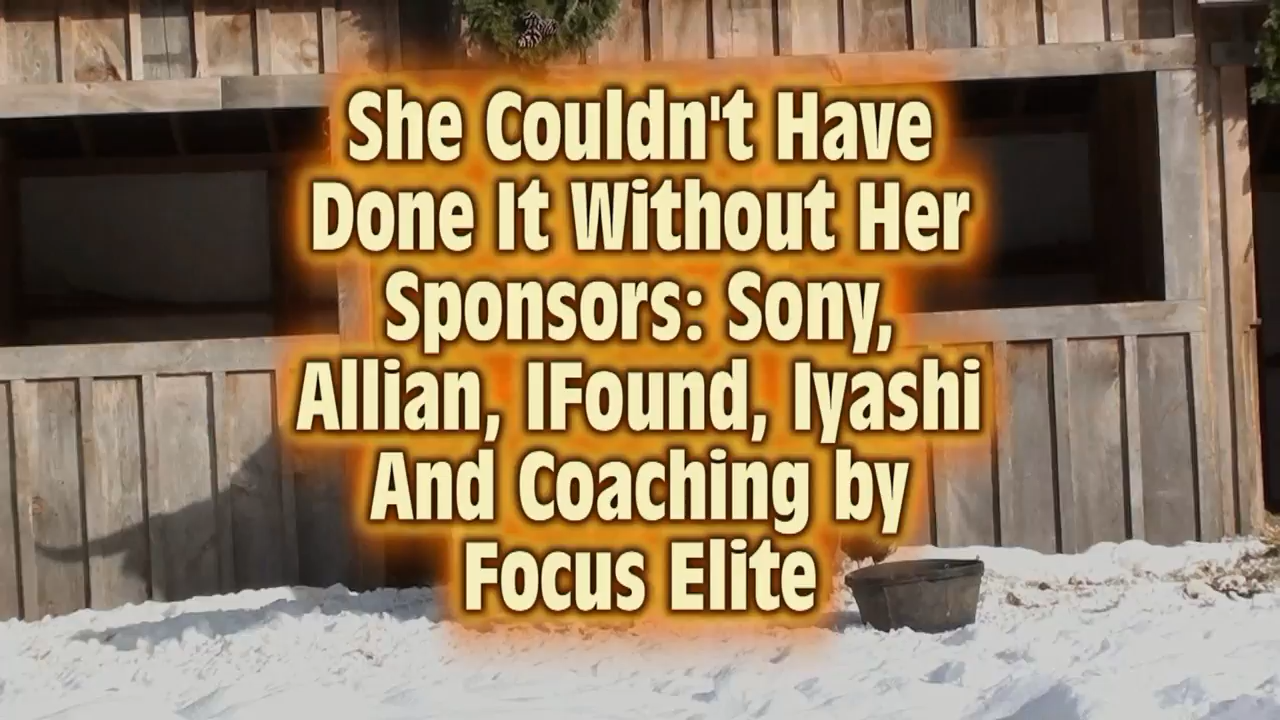 She Couldn't Have
Done It Without Her
Sponsors: Sony,
Allian, IFound, Iyashi
And Coaching by
Focus Elite